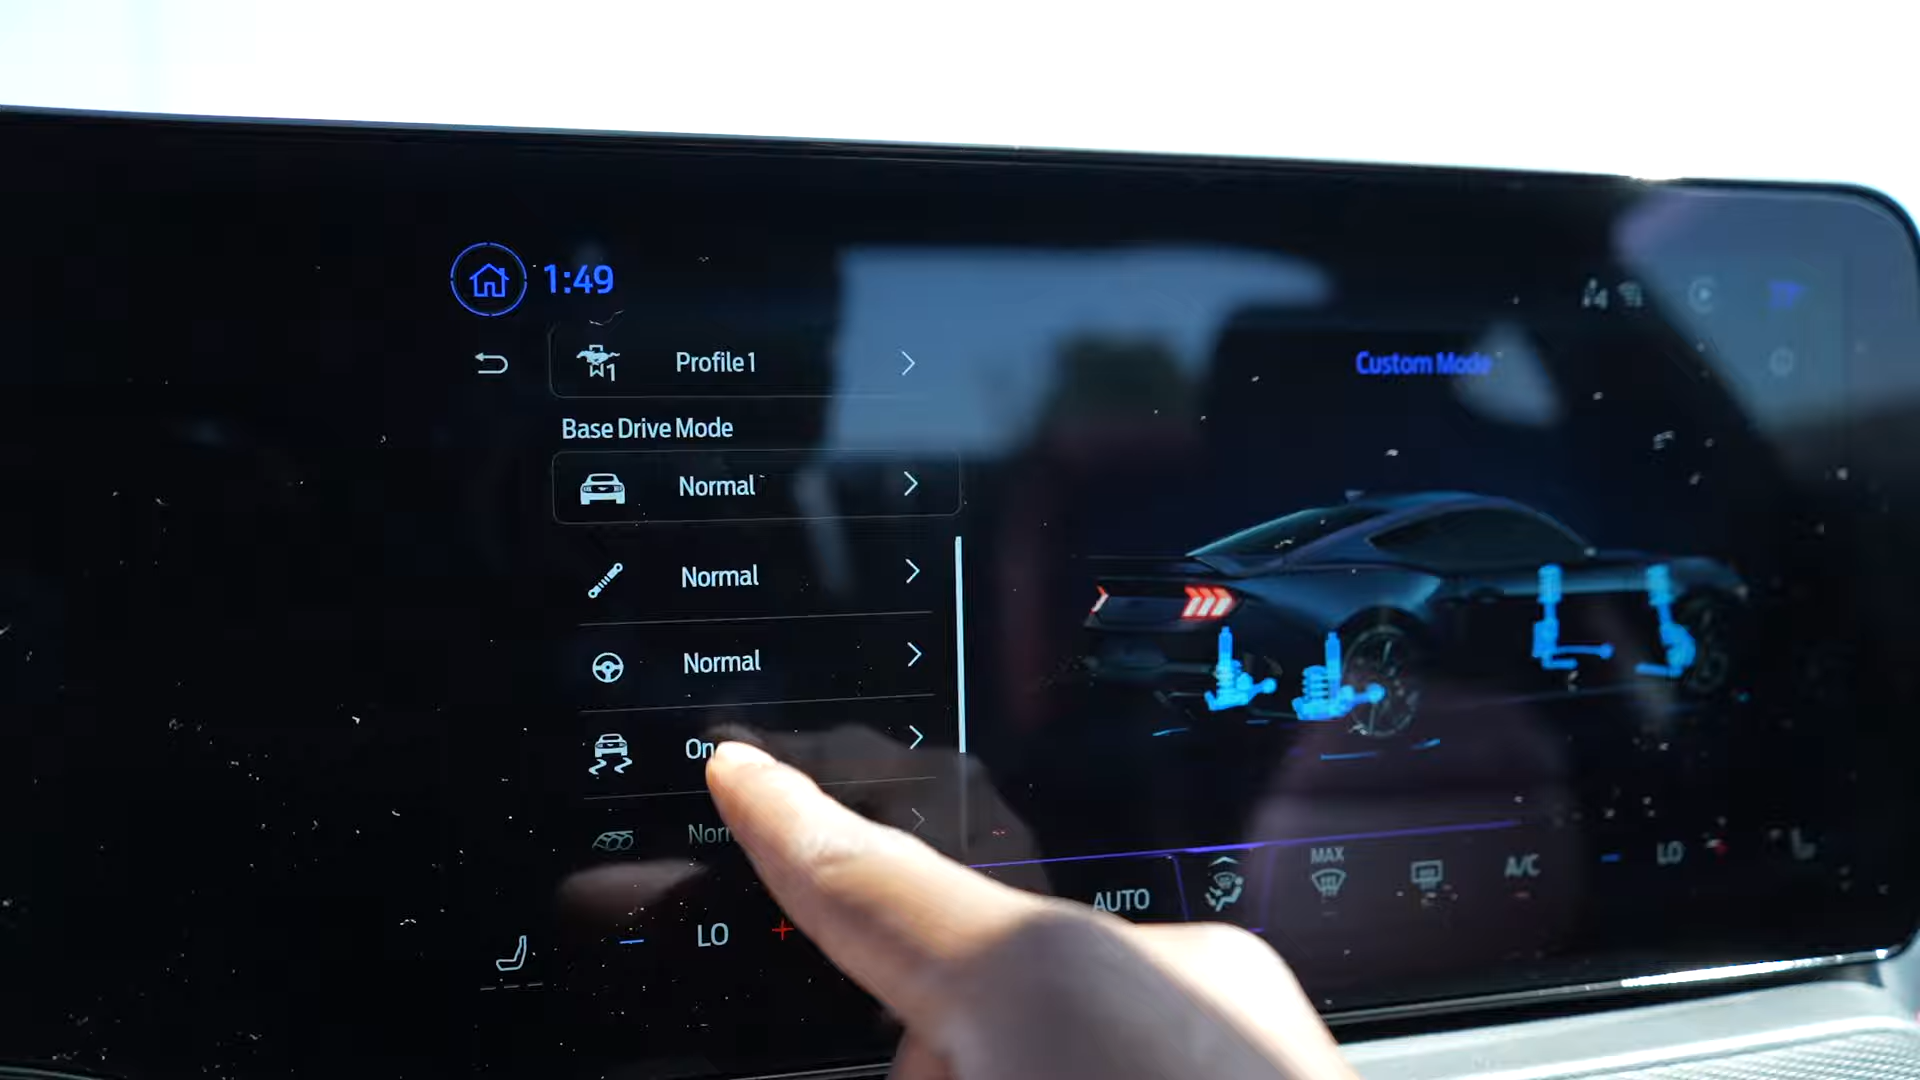 1:49
Profile 1
Custom Mode
Base Drive Mode
Normal
Normal
Normal
On
MAX
AUTO
A/C
LO
LO